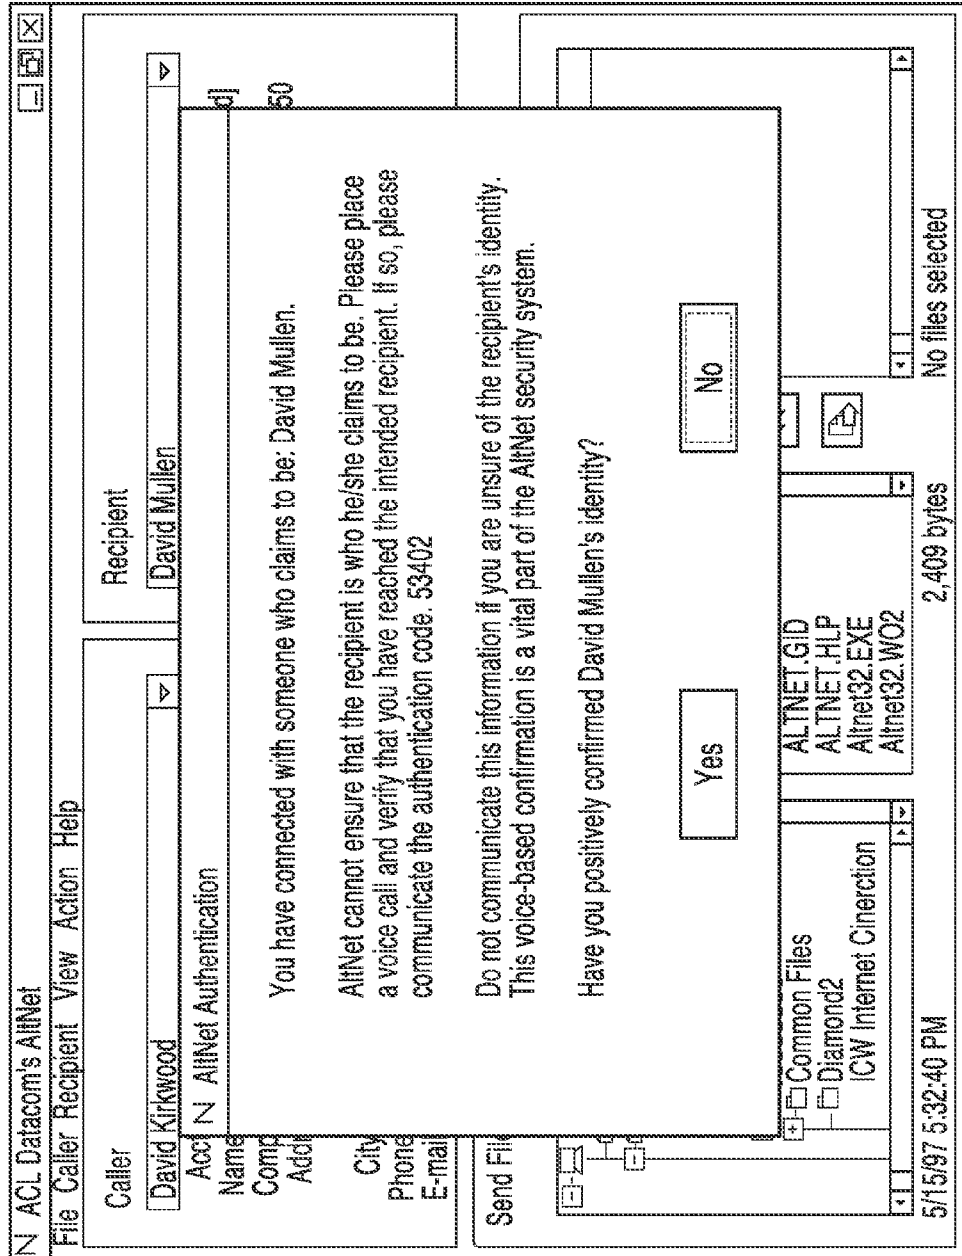 N ACL Datacom's AltNet
File Caller Recipient View Action Help
Caller
David Kirkwood
Recipient
David Mullen
Acc
Name
Comp
Addr
City
Phone
E-mail
d]
50
N AltNet Authentication
You have connected with someone who claims to be: David Mullen.
AltNet cannot ensure that the recipient is who he/she claims to be. Please place
a voice call and verify that you have reached the intended recipient. If so, please
communicate the authentication code. 53402
Do not communicate this information if you are unsure of the recipient's identity.
This voice-based confirmation is a vital part of the AltNet security system.
Have you positively confirmed David Mullen's identity?
Yes
No
Send File
Common Files
Diamond2
ICW Internet Cinerction
ALTNET.GID
ALTNET.HLP
Altnet32.EXE
Altnet32.WO2
5/15/97 5:32:40 PM
2,409 bytes
No files selected